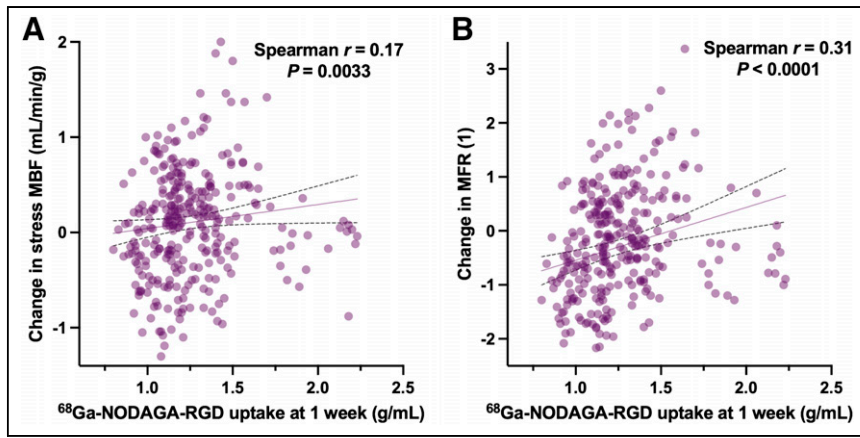 A
Spearman r = 0.17
P = 0.0033
Change in stress MBF (mL/min/g)
2
1
0
-1
1.0 1.5 2.0 2.5
68Ga-NODAGA-RGD uptake at 1 week (g/mL)
B
Spearman r = 0.31
P < 0.0001
Change in MFR (1)
3
2
1
0
-1
-2
1.0 1.5 2.0 2.5
68Ga-NODAGA-RGD uptake at 1 week (g/mL)